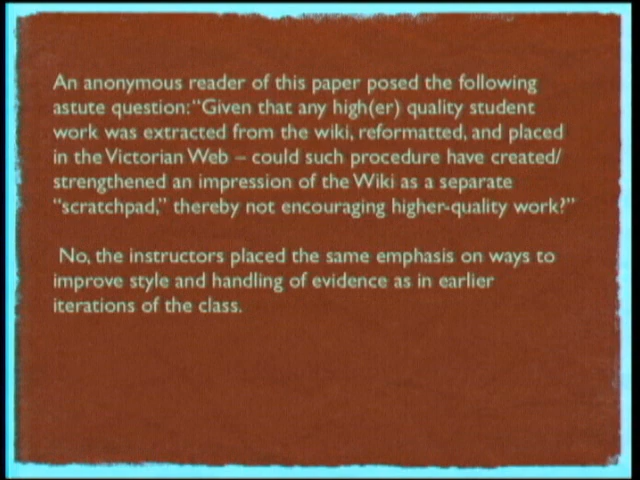 An anonymous reader of this paper posed the following
astute question: “Given that any high(er) quality student
work was extracted from the wiki, reformatted, and placed
in the Victorian Web – could such procedure have created/
strengthened an impression of the Wiki as a separate
“scratchpad,” thereby not encouraging higher-quality work?”
No, the instructors placed the same emphasis on ways to
improve style and handling of evidence as in earlier
iterations of the class.